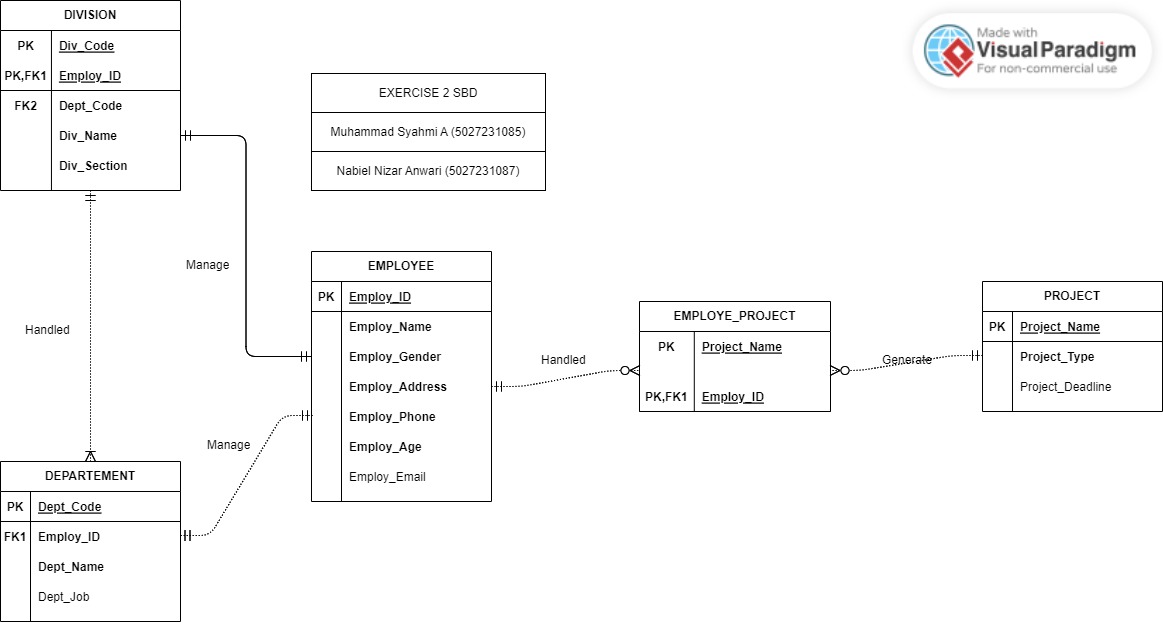 DIVISION
PK Div_Code
PK,FK1 Employ_ID
FK2 Dept_Code
Div_Name
Div_Section
Made with
Visual Paradigm
For non-commercial use
EXERCISE 2 SBD
Muhammad Syahmi A (5027231085)
Nabiel Nizar Anwari (5027231087)
Manage
Handled
EMPLOYEE
PK Employ_ID
Employ_Name
Employ_Gender
Employ_Address
Employ_Phone
Employ_Age
Employ_Email
Handled
EMPLOYE_PROJECT
PK Project_Name
PK,FK1 Employ_ID
Generate
PROJECT
PK Project_Name
Project_Type
Project_Deadline
Manage
DEPARTEMENT
PK Dept_Code
FK1 Employ_ID
Dept_Name
Dept_Job